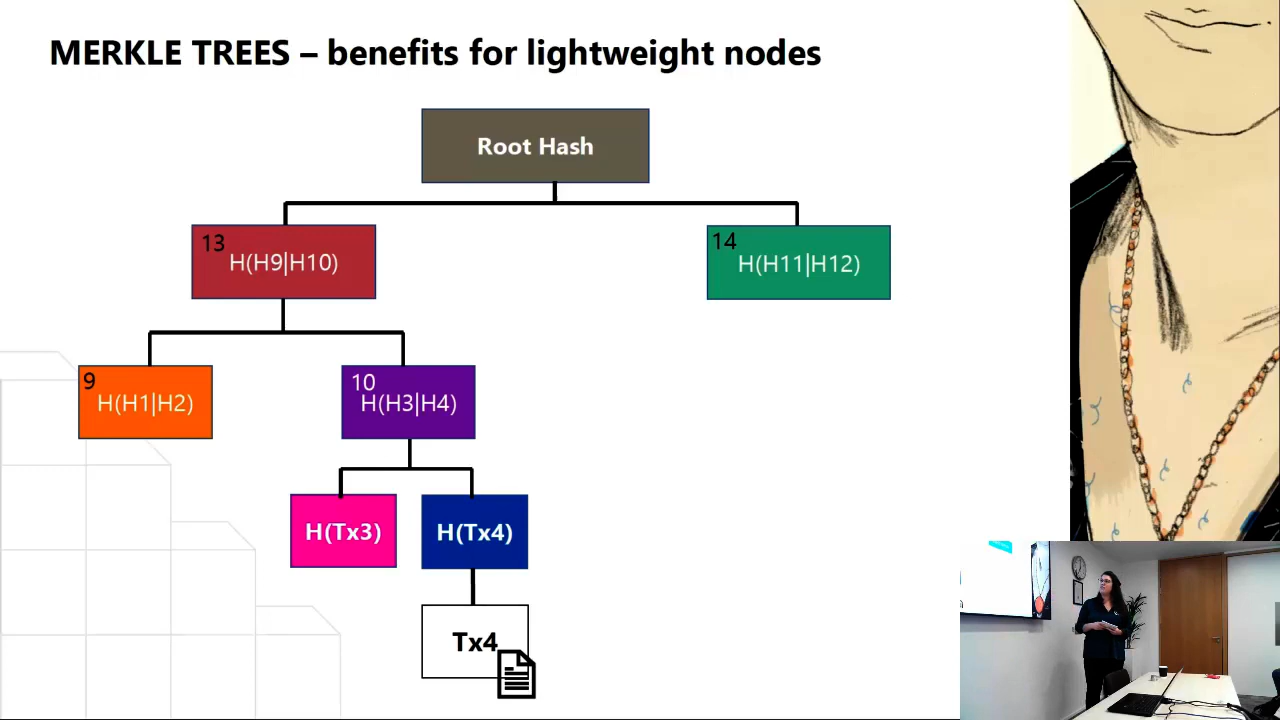 MERKLE TREES – benefits for lightweight nodes
Root Hash
13
H(H9|H10)
14
H(H11|H12)
9
H(H1|H2)
10
H(H3|H4)
H(Tx3)
H(Tx4)
Tx4